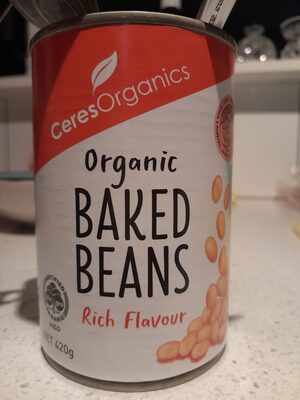 CeresOrganics
Organic
BAKED
BEANS
Rich Flavour
NET 420g